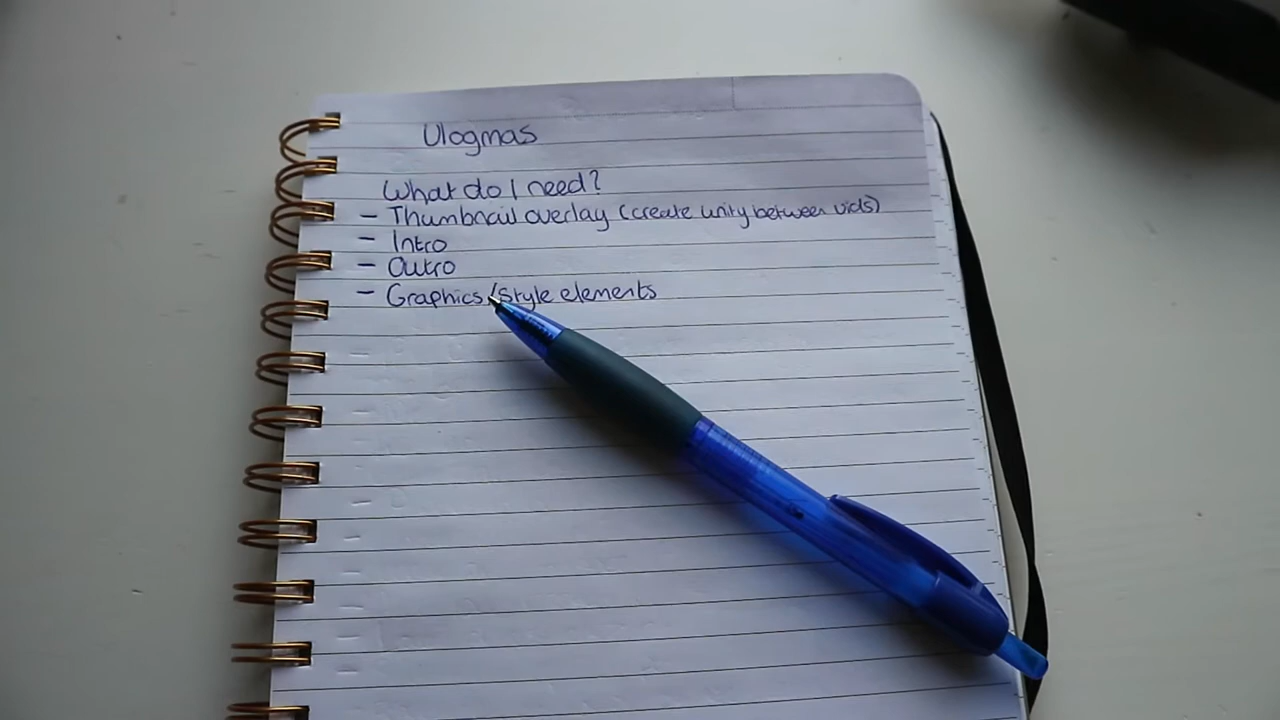 Vlogmas
What do I need?
- Thumbnail overlay (create unity between vids)
- Intro
- Outro
- Graphics/Style elements